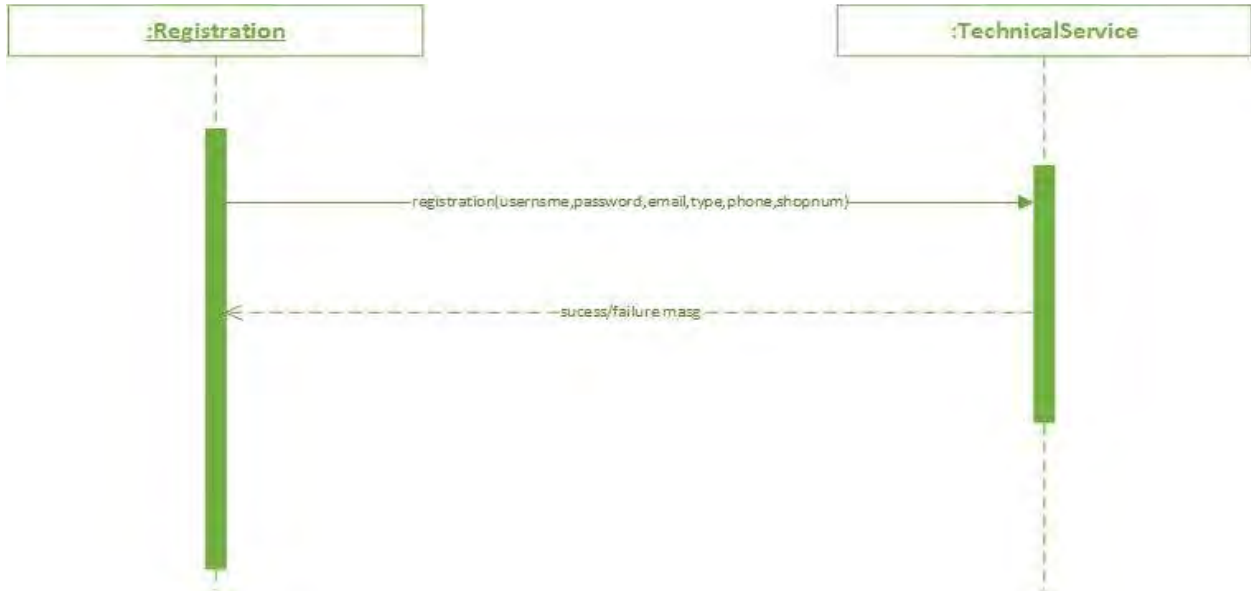 :Registration
:TechnicalService
registration(usernsme,password,email,type,phone,shopnum)
sucess/failure masg